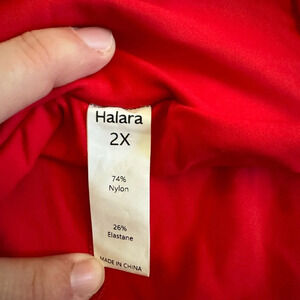 Halara
2X
74%
Nylon
26%
Elastane
MADE IN CHINA